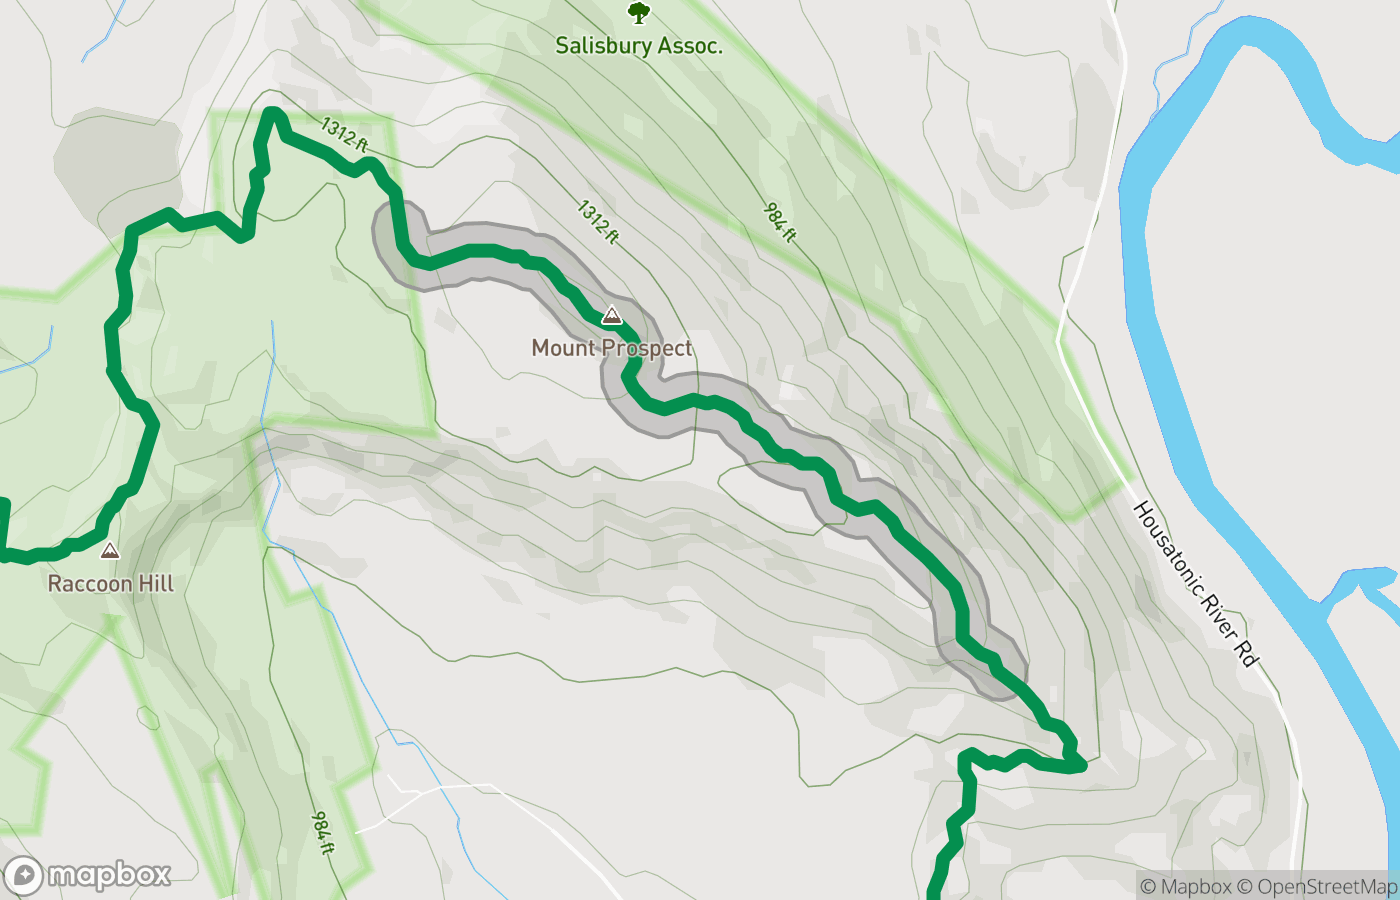 Salisbury Assoc.
1312 ft
1312 ft
984 ft
Mount Prospect
Housatonic River Rd
Raccoon Hill
984 ft
mapbox
© Mapbox © OpenStreetMap